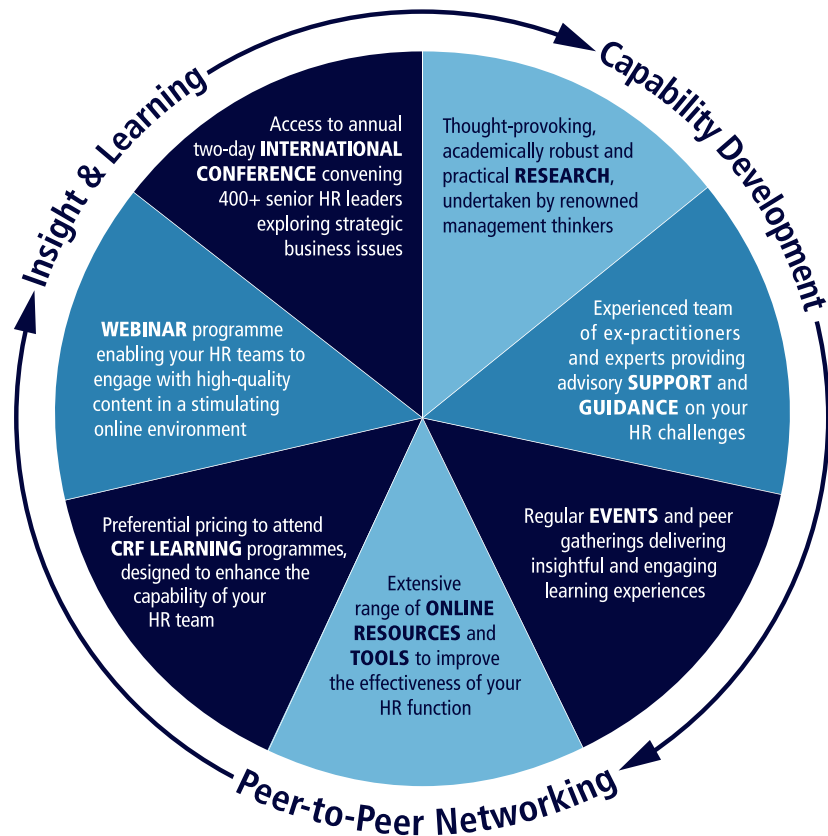 Insight & Learning
Capability Development
Peer-to-Peer Networking
Thought-provoking,
academically robust and
practical RESEARCH,
undertaken by renowned
management thinkers
Experienced team
of ex-practitioners
and experts providing
advisory SUPPORT and
GUIDANCE on your
HR challenges
Regular EVENTS and peer
gatherings delivering
insightful and engaging
learning experiences
Extensive
range of ONLINE
RESOURCES and
TOOLS to improve
the effectiveness of your
HR function
Preferential pricing to attend
CRF LEARNING programmes,
designed to enhance the
capability of your
HR team
WEBINAR programme
enabling your HR teams to
engage with high-quality
content in a stimulating
online environment
Access to annual
two-day INTERNATIONAL
CONFERENCE convening
400+ senior HR leaders
exploring strategic
business issues